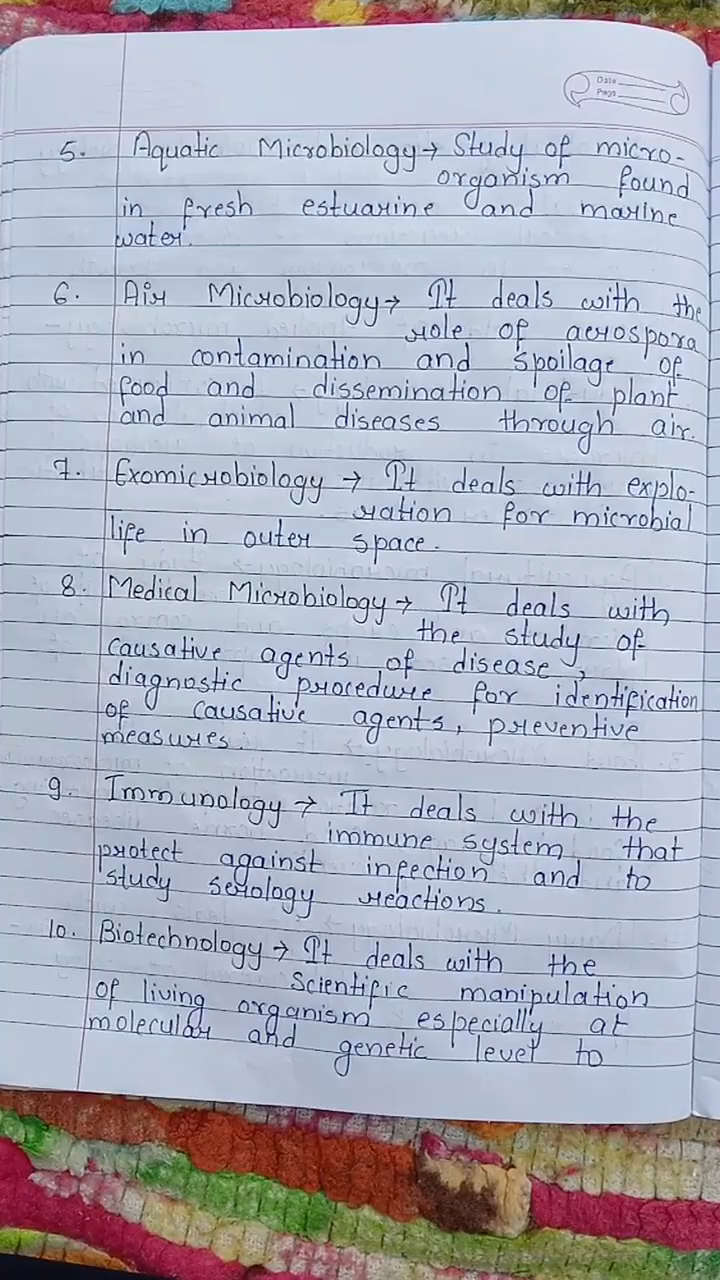 Date
Page
5. Aquatic Microbiology → Study of micro-
organism found
in fresh estuarine and marine
water.
6. Air Microbiology → It deals with the
role of aerospora
in contamination and spoilage of
food and dissemination of plant
and animal diseases through air.
7. Exomicrobiology → It deals with explo-
ration for microbial
life in outer space.
8. Medical Microbiology → It deals with
the study of
causative agents of disease,
diagnostic procedure for identification
of causative agents, preventive
measures.
9. Immunology → It deals with the
immune system that
protect against infection and to
study serology reactions.
10. Biotechnology → It deals with the
Scientific manipulation
of living organism especially at
molecular and genetic level to